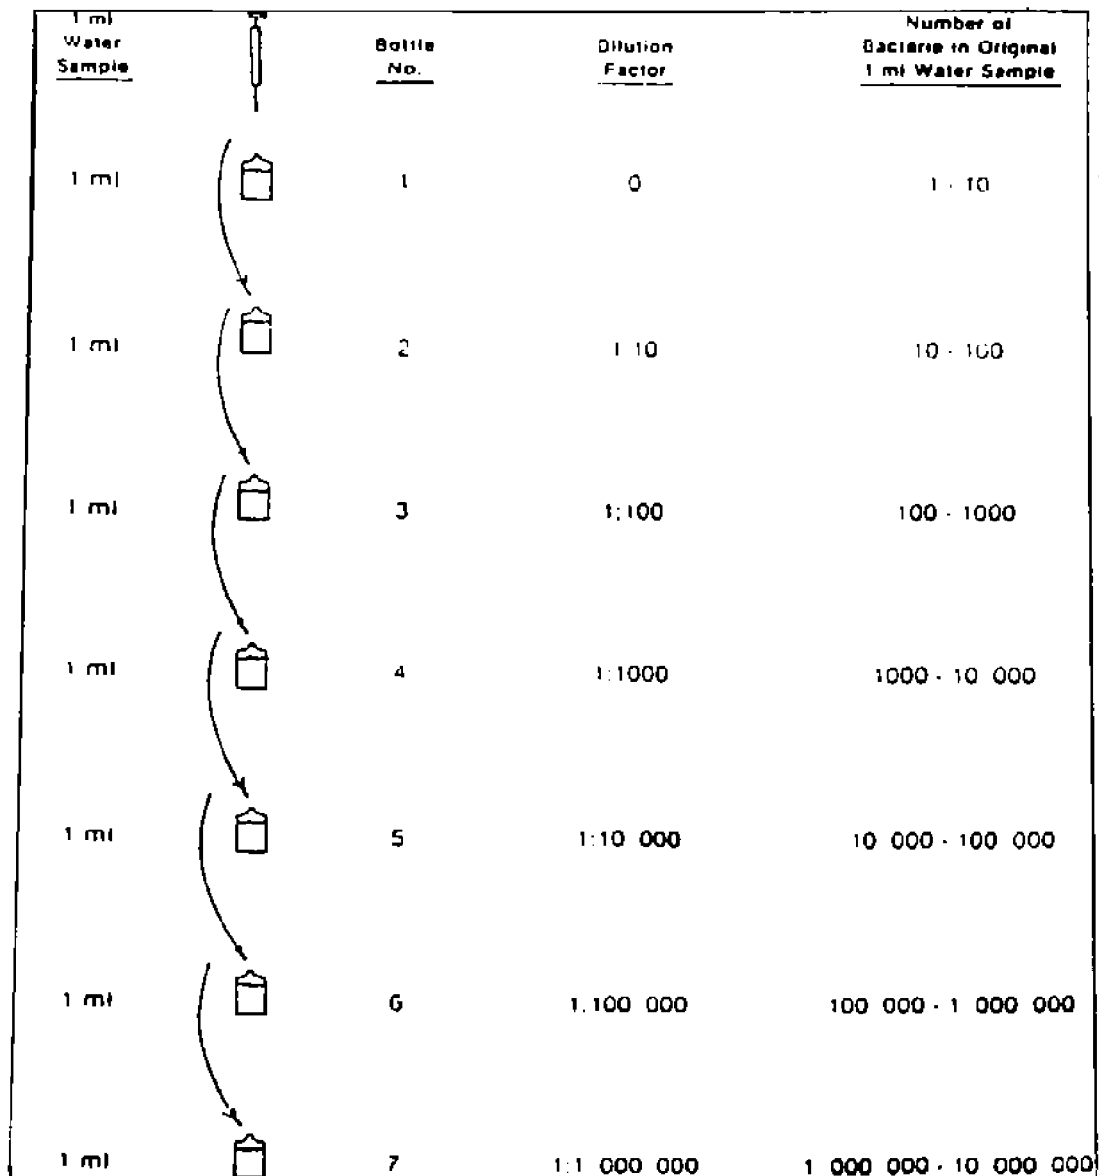 1 ml
Water
Sample
Bottle
No.
Dilution
Factor
Number of
Bacteria in Original
1 ml Water Sample
1 ml 1 0 1 - 10
1 ml 2 1:10 10 - 100
1 ml 3 1:100 100 - 1000
1 ml 4 1:1000 1000 - 10 000
1 ml 5 1:10 000 10 000 - 100 000
1 ml 6 1:100 000 100 000 - 1 000 000
1 ml 7 1:1 000 000 1 000 000 - 10 000 000